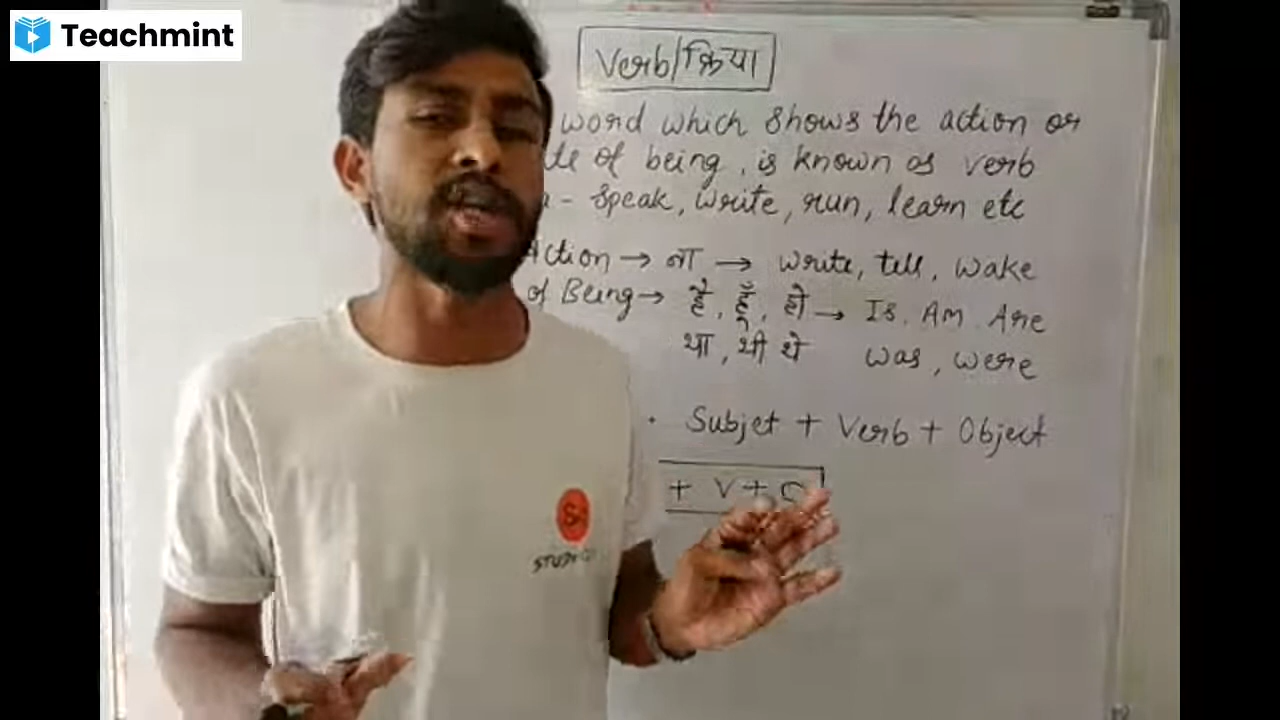 Teachmint
Verb/क्रिया
word which shows the action or
of being, is known as verb
- Speak, write, run, learn etc
Action → ना → write, tell, wake
of Being → है, हूँ, हो → Is, Am Are
था, थी थे was, were
Subjet + Verb + Object
+ V + O
S